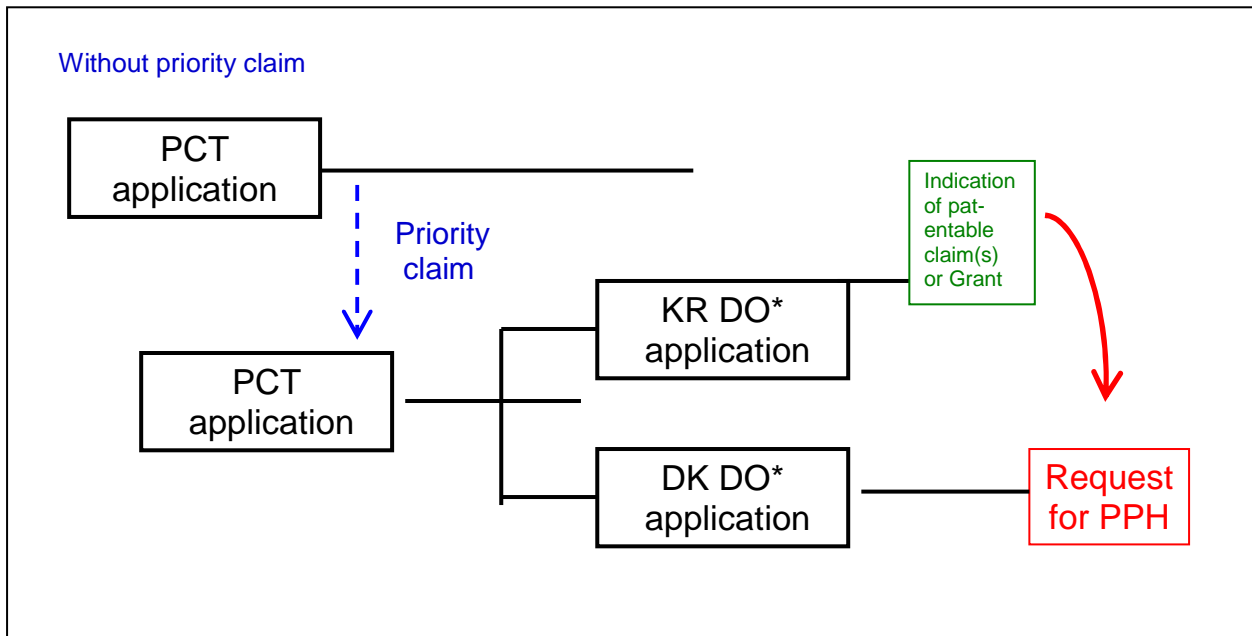 Without priority claim
PCT
application
Indication
of pat-
entable
claim(s)
or Grant
Priority
claim
KR DO*
application
PCT
application
DK DO*
application
Request
for PPH